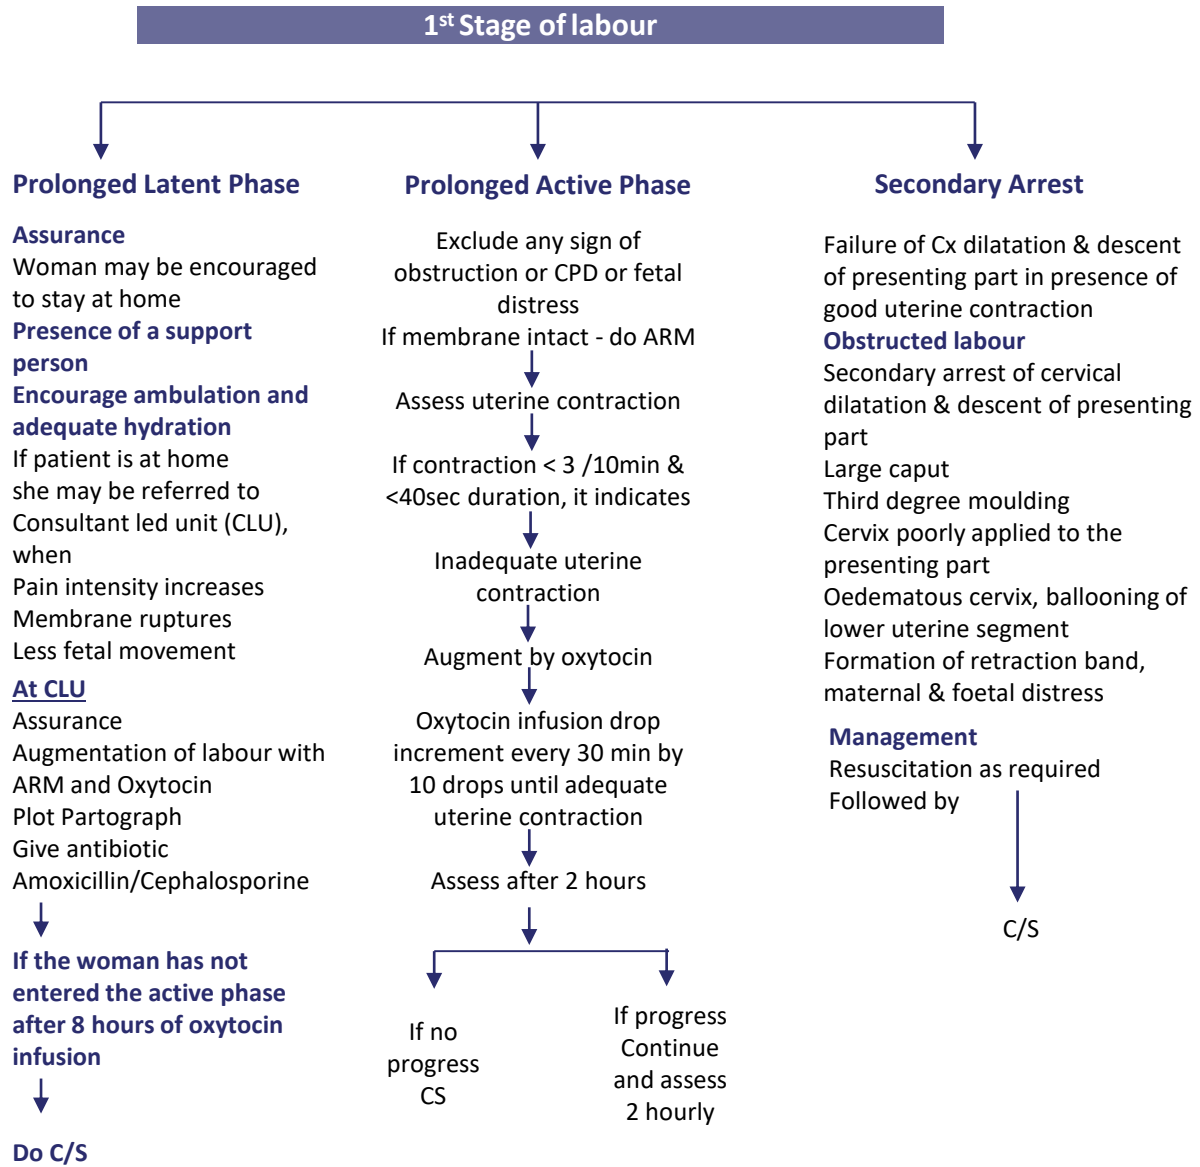 1st Stage of labour
Prolonged Latent Phase
Assurance
Woman may be encouraged
to stay at home
Presence of a support
person
Encourage ambulation and
adequate hydration
If patient is at home
she may be referred to
Consultant led unit (CLU),
when
Pain intensity increases
Membrane ruptures
Less fetal movement
At CLU
Assurance
Augmentation of labour with
ARM and Oxytocin
Plot Partograph
Give antibiotic
Amoxicillin/Cephalosporine
If the woman has not
entered the active phase
after 8 hours of oxytocin
infusion
Do C/S
Prolonged Active Phase
Exclude any sign of
obstruction or CPD or fetal
distress
If membrane intact - do ARM
Assess uterine contraction
If contraction < 3 /10min &
<40sec duration, it indicates
Inadequate uterine
contraction
Augment by oxytocin
Oxytocin infusion drop
increment every 30 min by
10 drops until adequate
uterine contraction
Assess after 2 hours
If no
progress
CS
If progress
Continue
and assess
2 hourly
Secondary Arrest
Failure of Cx dilatation & descent
of presenting part in presence of
good uterine contraction
Obstructed labour
Secondary arrest of cervical
dilatation & descent of presenting
part
Large caput
Third degree moulding
Cervix poorly applied to the
presenting part
Oedematous cervix, ballooning of
lower uterine segment
Formation of retraction band,
maternal & foetal distress
Management
Resuscitation as required
Followed by
C/S